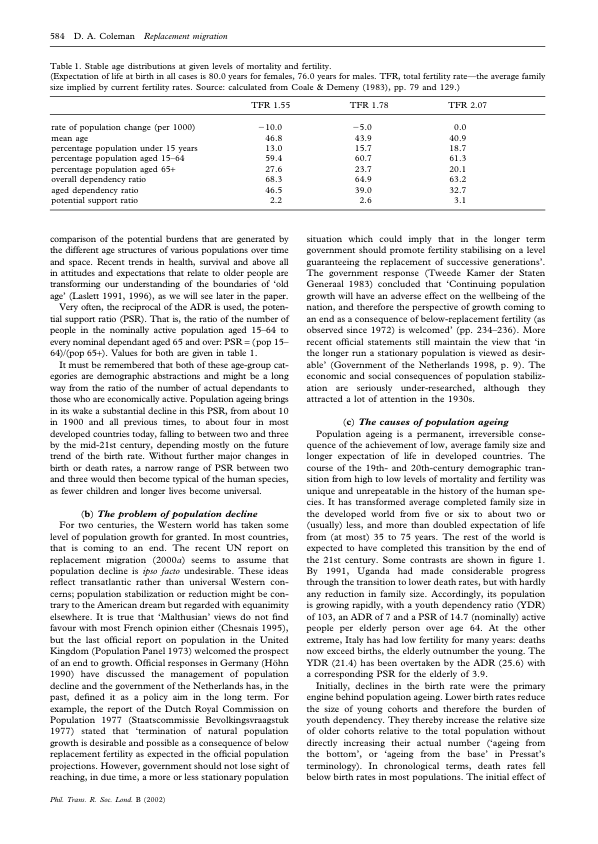 584 D. A. Coleman Replacement migration
Table 1. Stable age distributions at given levels of mortality and fertility.
(Expectation of life at birth in all cases is 80.0 years for females, 76.0 years for males. TFR, total fertility rate—the average family
size implied by current fertility rates. Source: calculated from Coale & Demeny (1983), pp. 79 and 129.)
TFR 1.55 TFR 1.78 TFR 2.07
rate of population change (per 1000) −10.0 −5.0 0.0
mean age 46.8 43.9 40.9
percentage population under 15 years 13.0 15.7 18.7
percentage population aged 15–64 59.4 60.7 61.3
percentage population aged 65+ 27.6 23.7 20.1
overall dependency ratio 68.3 64.9 63.2
aged dependency ratio 46.5 39.0 32.7
potential support ratio 2.2 2.6 3.1
comparison of the potential burdens that are generated by
the different age structures of various populations over time
and space. Recent trends in health, survival and above all
in attitudes and expectations that relate to older people are
transforming our understanding of the boundaries of ‘old
age’ (Laslett 1991, 1996), as we will see later in the paper.
Very often, the reciprocal of the ADR is used, the poten-
tial support ratio (PSR). That is, the ratio of the number of
people in the nominally active population aged 15–64 to
every nominal dependant aged 65 and over: PSR = (pop 15–
64)/(pop 65+). Values for both are given in table 1.
It must be remembered that both of these age-group cat-
egories are demographic abstractions and might be a long
way from the ratio of the number of actual dependants to
those who are economically active. Population ageing brings
in its wake a substantial decline in this PSR, from about 10
in 1900 and all previous times, to about four in most
developed countries today, falling to between two and three
by the mid-21st century, depending mostly on the future
trend of the birth rate. Without further major changes in
birth or death rates, a narrow range of PSR between two
and three would then become typical of the human species,
as fewer children and longer lives become universal.
(b) The problem of population decline
For two centuries, the Western world has taken some
level of population growth for granted. In most countries,
that is coming to an end. The recent UN report on
replacement migration (2000a) seems to assume that
population decline is ipso facto undesirable. These ideas
reflect transatlantic rather than universal Western con-
cerns; population stabilization or reduction might be con-
trary to the American dream but regarded with equanimity
elsewhere. It is true that ‘Malthusian’ views do not find
favour with most French opinion either (Chesnais 1995),
but the last official report on population in the United
Kingdom (Population Panel 1973) welcomed the prospect
of an end to growth. Official responses in Germany (Höhn
1990) have discussed the management of population
decline and the government of the Netherlands has, in the
past, defined it as a policy aim in the long term. For
example, the report of the Dutch Royal Commission on
Population 1977 (Staatscommissie Bevolkingsvraagstuk
1977) stated that ‘termination of natural population
growth is desirable and possible as a consequence of below
replacement fertility as expected in the official population
projections. However, government should not lose sight of
reaching, in due time, a more or less stationary population
situation which could imply that in the longer term
government should promote fertility stabilising on a level
guaranteeing the replacement of successive generations’.
The government response (Tweede Kamer der Staten
Generaal 1983) concluded that ‘Continuing population
growth will have an adverse effect on the wellbeing of the
nation, and therefore the perspective of growth coming to
an end as a consequence of below-replacement fertility (as
observed since 1972) is welcomed’ (pp. 234–236). More
recent official statements still maintain the view that ‘in
the longer run a stationary population is viewed as desir-
able’ (Government of the Netherlands 1998, p. 9). The
economic and social consequences of population stabiliz-
ation are seriously under-researched, although they
attracted a lot of attention in the 1930s.
(c) The causes of population ageing
Population ageing is a permanent, irreversible conse-
quence of achievement of low, average family size and
longer expectation of life in developed countries. The
course of the 19th- and 20th-century demographic tran-
sition from high to low levels of mortality and fertility was
unique and unrepeatable in the history of the human spe-
cies. It has transformed average completed family size in
the developed world from five or six to about two or
(usually) less, and more than doubled expectation of life
from (at most) 35 to 75 years. The rest of the world is
expected to have completed this transition by the end of
the 21st century. Some contrasts are shown in figure 1.
By 1991, Uganda had made considerable progress
through the transition to lower death rates, but with hardly
any reduction in family size. Accordingly, its population
is growing rapidly, with a youth dependency ratio (YDR)
of 103, an ADR of 7 and a PSR of 14.7 (nominally) active
people per elderly person over age 64. At the other
extreme, Italy has had low fertility for many years: deaths
now exceed births, the elderly outnumber the young. The
YDR (21.4) has been overtaken by the ADR (25.6) with
a corresponding PSR for the elderly of 3.9.
Initially, declines in the birth rate were the primary
engine behind population ageing. Lower birth rates reduce
the size of young cohorts and therefore the burden of
youth dependency. They thereby increase the relative size
of older cohorts relative to the total population without
directly increasing their actual number (‘ageing from
the bottom’, or ‘ageing from the base’ in Pressat’s
terminology). In chronological terms, death rates fell
below birth rates in most populations. The initial effect of
Phil. Trans. R. Soc. Lond. B (2002)